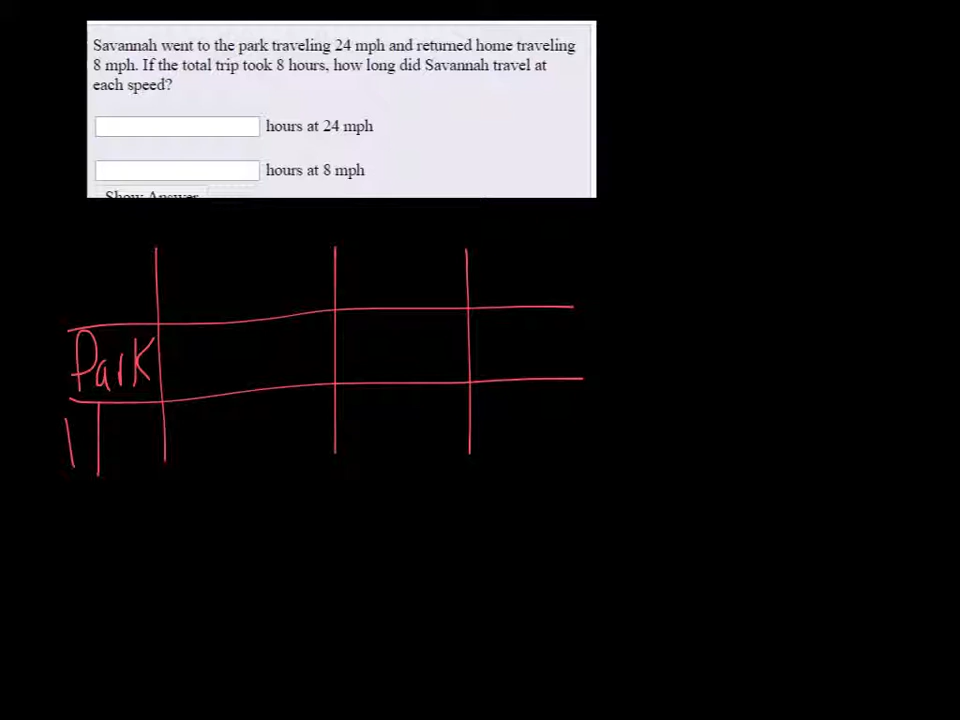 Savannah went to the park traveling 24 mph and returned home traveling
8 mph. If the total trip took 8 hours, how long did Savannah travel at
each speed?
hours at 24 mph
hours at 8 mph
Show Answer
Park